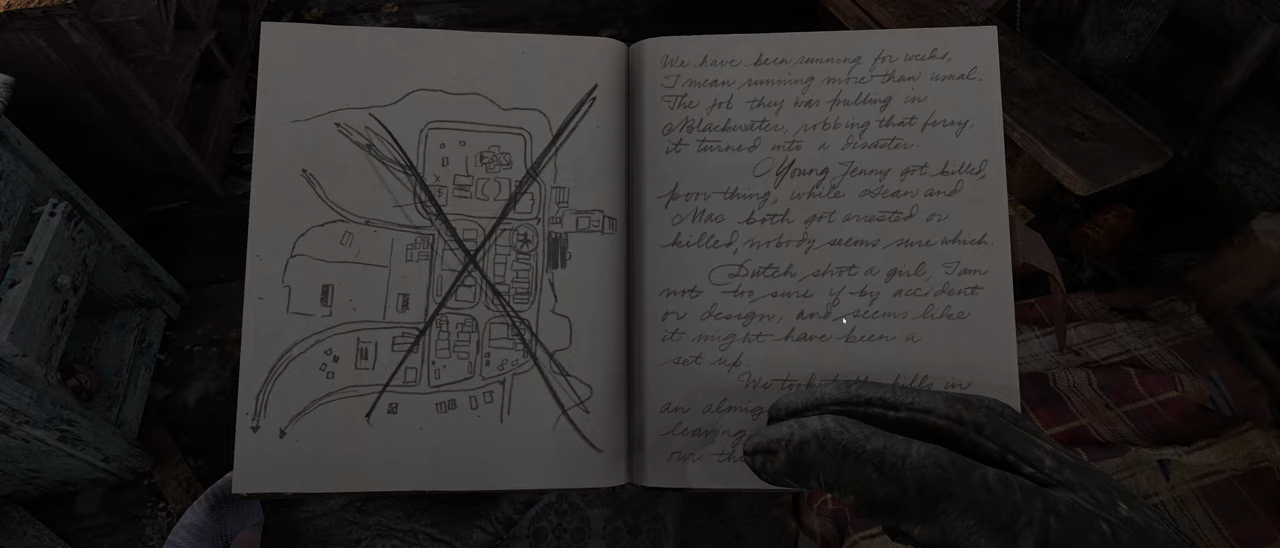 We have been running for weeks,
I mean running more than usual.
The job they was pulling in
Blackwater, robbing that ferry,
it turned into a disaster.
Young Jenny got killed,
poor thing, while Sean and
Mac both got arrested or
killed, nobody seems sure which.
Dutch shot a girl, I am
not too sure if by accident
or design, and seems like
it might have been a
set up.
We took to the hills in
an almig
leaving
our th